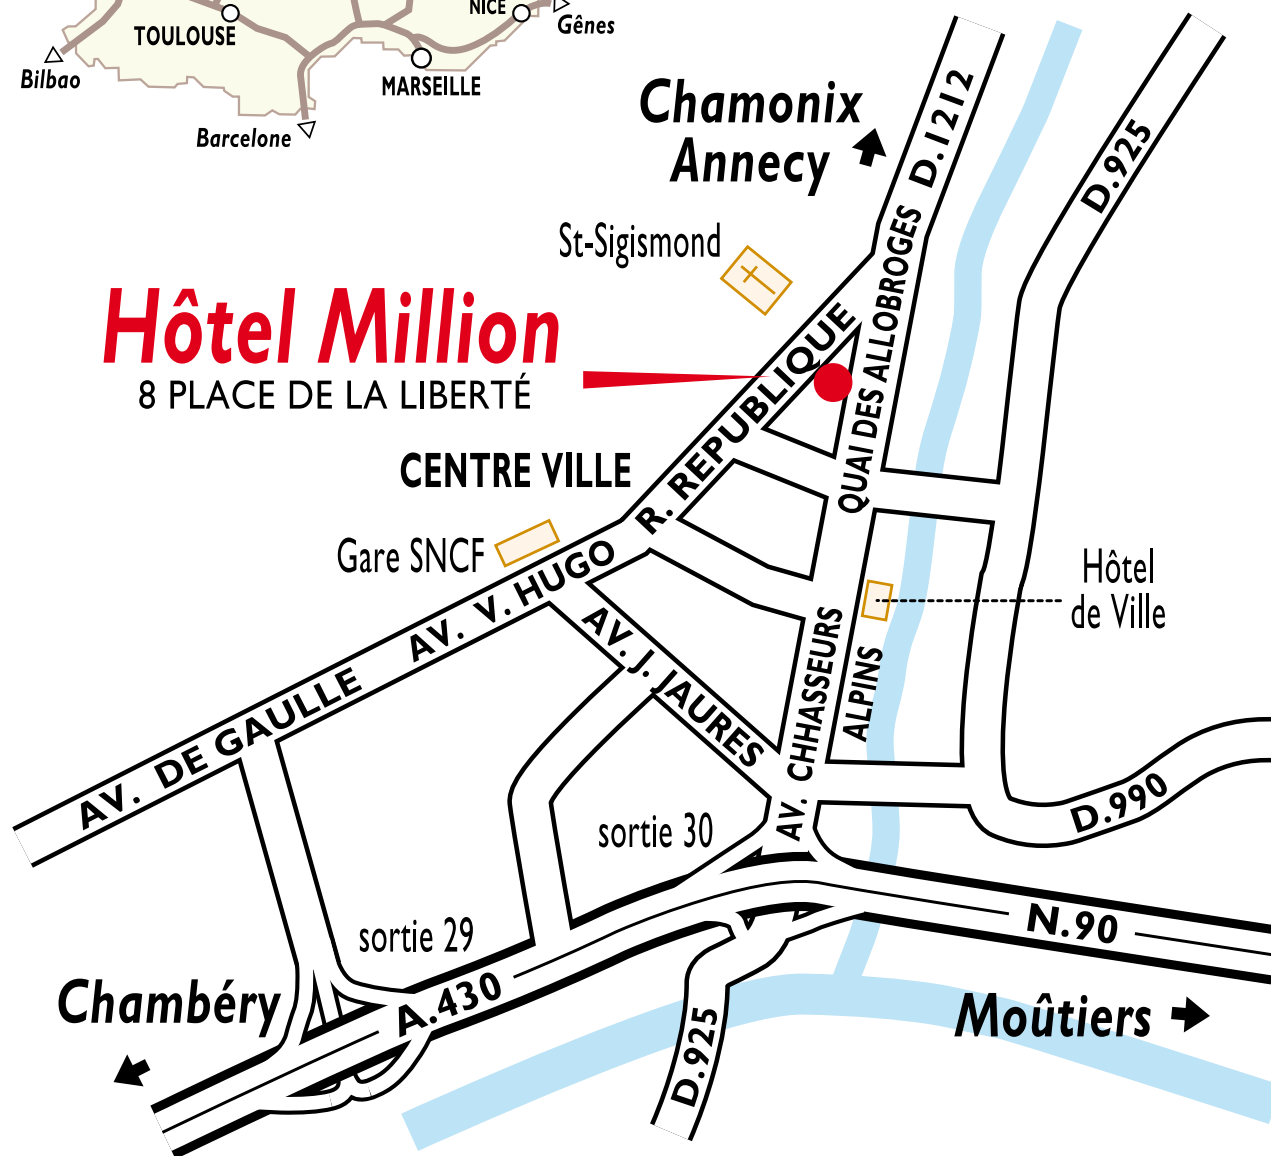 NICE
Gênes
TOULOUSE
Bilbao
MARSEILLE
Barcelone
Chamonix
Annecy
D.1212
D.925
St-Sigismond
Hôtel Million
8 PLACE DE LA LIBERTÉ
R. REPUBLIQUE
QUAI DES ALLOBROGES
CENTRE VILLE
Gare SNCF
AV. V. HUGO
Hôtel
de Ville
AV. J. JAURES
AV. CHHASSEURS
ALPINS
AV. DE GAULLE
D.990
sortie 30
sortie 29
N.90
A.430
Chambéry
Moûtiers
D.925